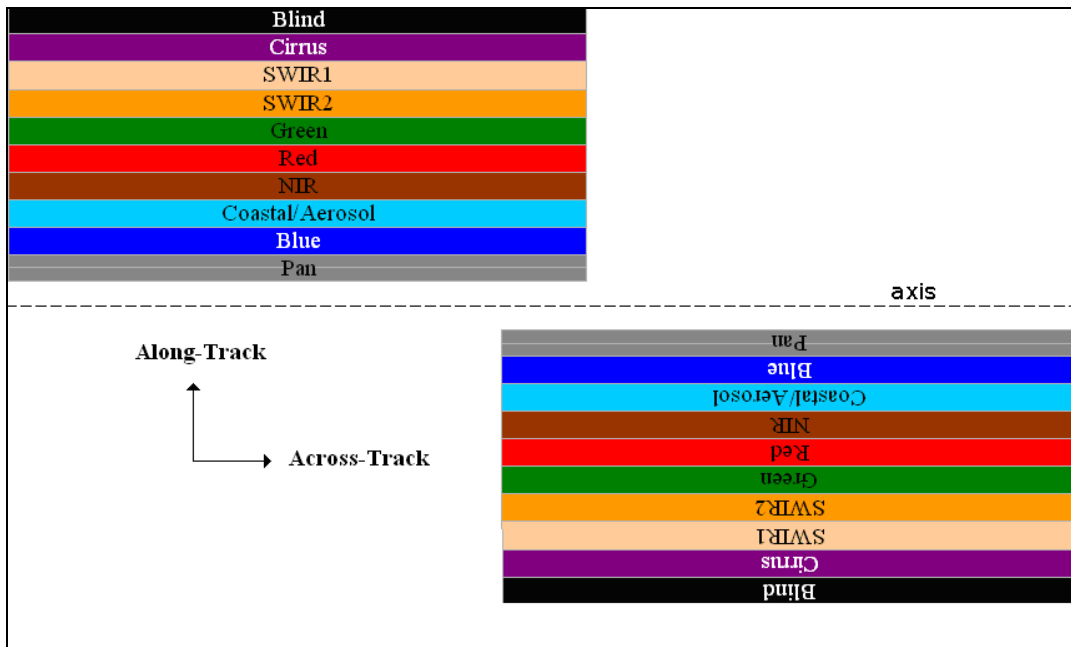 Blind
Cirrus
SWIR1
SWIR2
Green
Red
NIR
Coastal/Aerosol
Blue
Pan
axis
Along-Track
Across-Track
Pan
Blue
Coastal/Aerosol
NIR
Red
Green
SWIR2
SWIR1
Cirrus
Blind